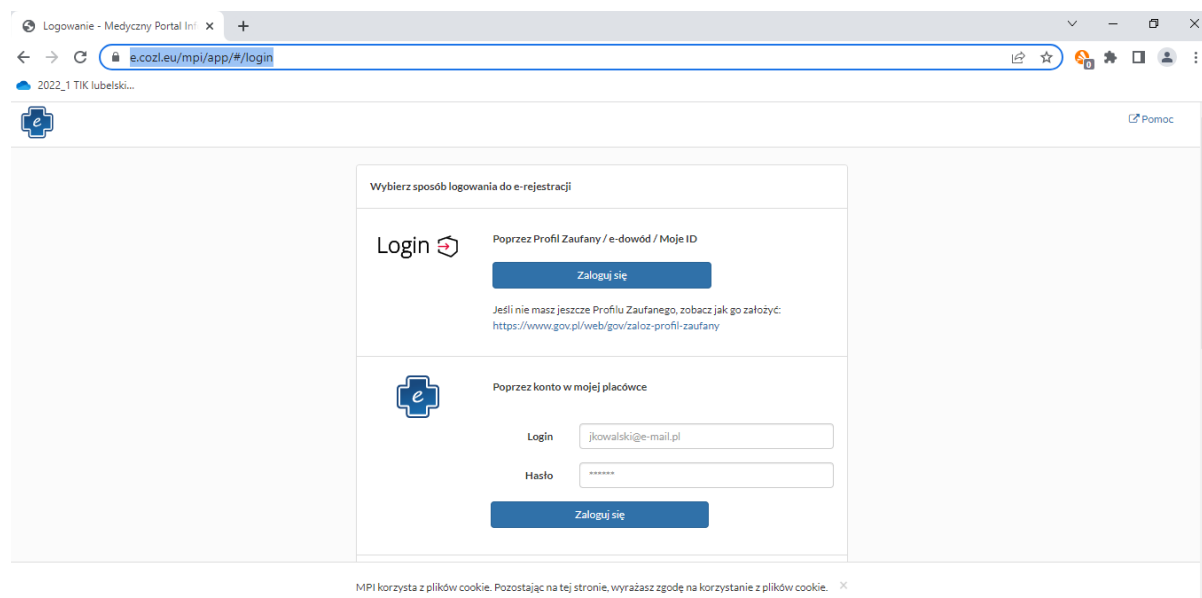 Logowanie - Medyczny Portal Inf
e.cozl.eu/mpi/app/#/login
0
2022_1 TIK lubelski...
e
Pomoc
Wybierz sposób logowania do e-rejestracji
Login
Poprzez Profil Zaufany / e-dowód / Moje ID
Zaloguj się
Jeśli nie masz jeszcze Profilu Zaufanego, zobacz jak go założyć:
https://www.gov.pl/web/gov/zaloz-profil-zaufany
e
Poprzez konto w mojej placówce
Login
jkowalski@e-mail.pl
Hasło
******
Zaloguj się
MPI korzysta z plików cookie. Pozostając na tej stronie, wyrażasz zgodę na korzystanie z plików cookie.